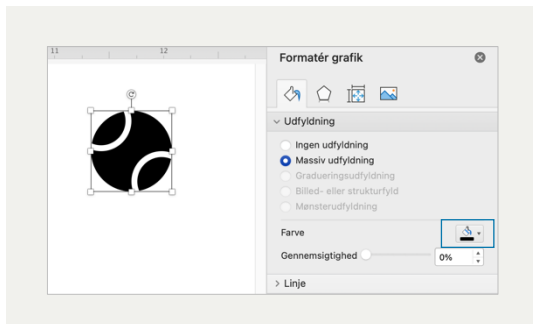 11 12
Formatér grafik
Udfyldning
Ingen udfyldning
Massiv udfyldning
Gradueringsudfyldning
Billed- eller strukturfyld
Mønsterudfyldning
Farve
Gennemsigtighed 0%
Linje